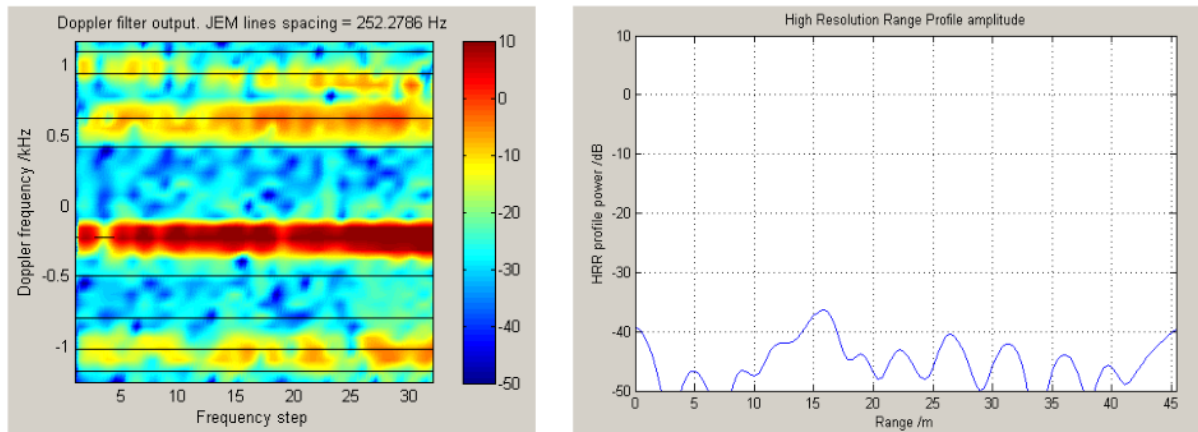 Doppler filter output. JEM lines spacing = 252.2786 Hz
Doppler frequency /kHz
1
0.5
0
-0.5
-1
5 10 15 20 25 30
Frequency step
10
0
-10
-20
-30
-40
-50
High Resolution Range Profile amplitude
HRR profile power /dB
10
0
-10
-20
-30
-40
-50
0 5 10 15 20 25 30 35 40 45
Range /m